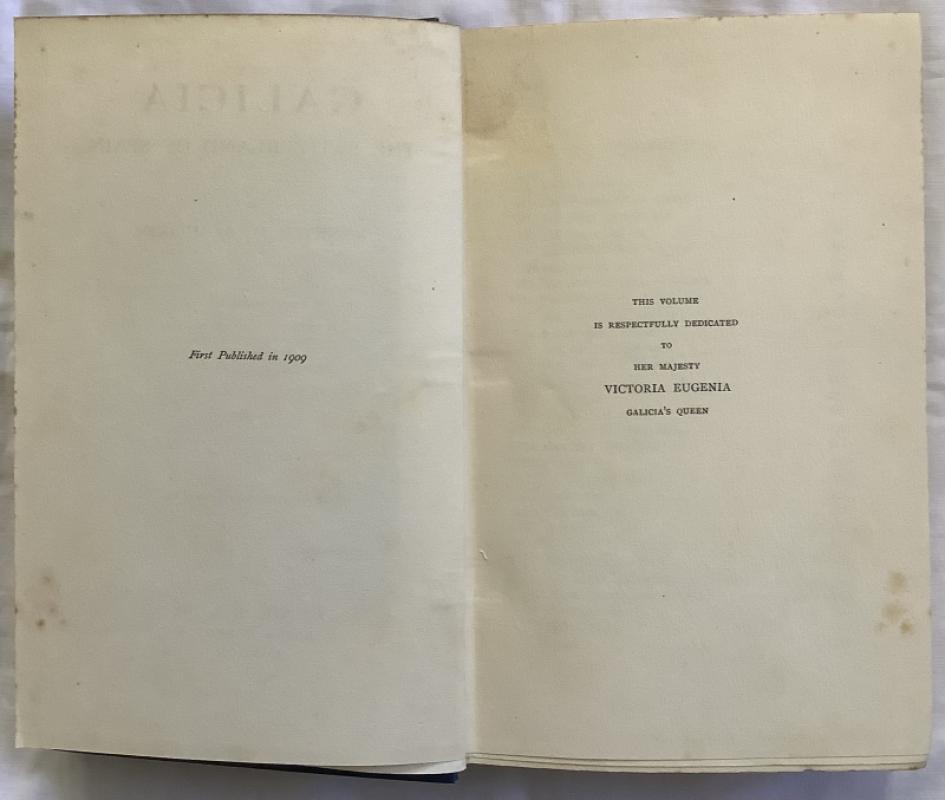 First Published in 1909
THIS VOLUME
IS RESPECTFULLY DEDICATED
TO
HER MAJESTY
VICTORIA EUGENIA
GALICIA'S QUEEN